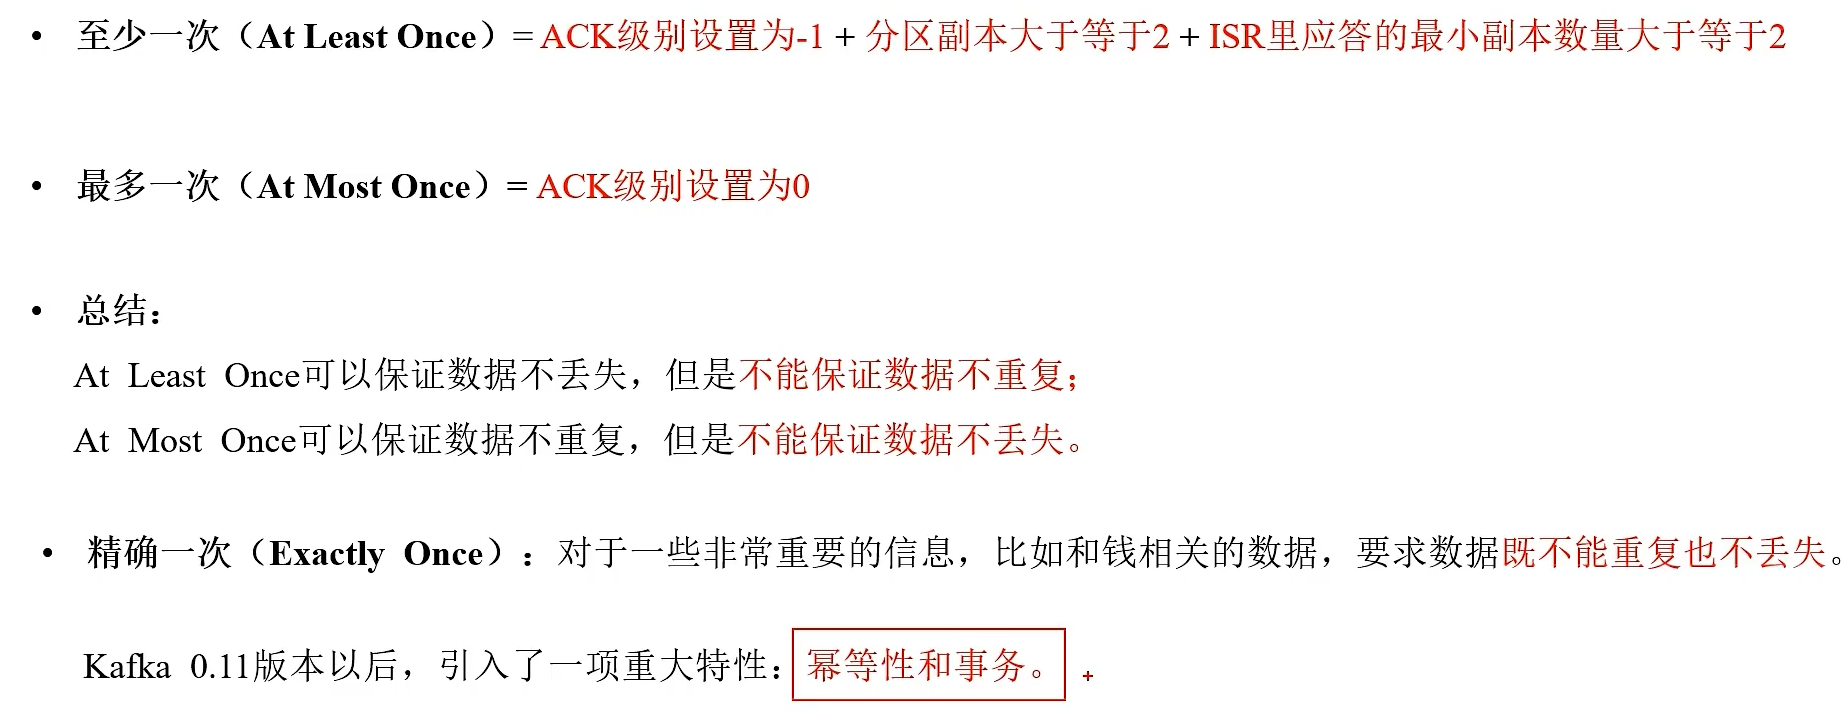 • 至少一次（At Least Once）= ACK级别设置为-1 + 分区副本大于等于2 + ISR里应答的最小副本数量大于等于2
• 最多一次（At Most Once）= ACK级别设置为0
• 总结：
At Least Once可以保证数据不丢失，但是不能保证数据不重复；
At Most Once可以保证数据不重复，但是不能保证数据不丢失。
• 精确一次（Exactly Once）：对于一些非常重要的信息，比如和钱相关的数据，要求数据既不能重复也不丢失。
Kafka 0.11版本以后，引入了一项重大特性：幂等性和事务。